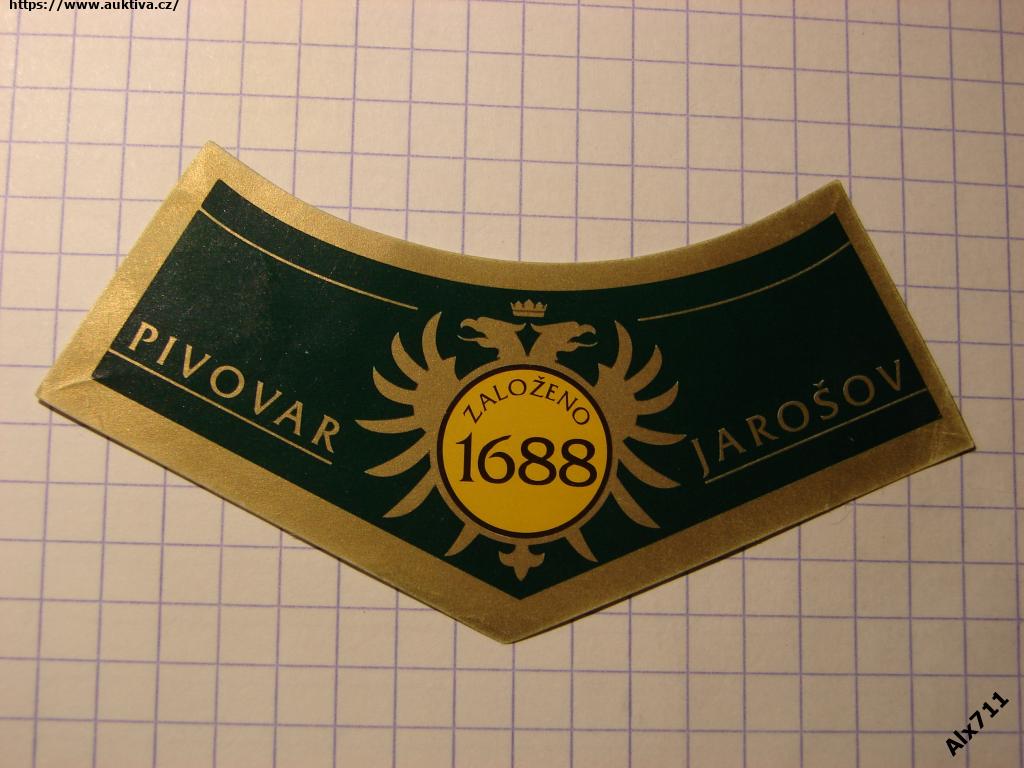 https://www.auktiva.cz/
PIVOVAR
ZALOŽENO
1688
JAROŠOV
Alx711